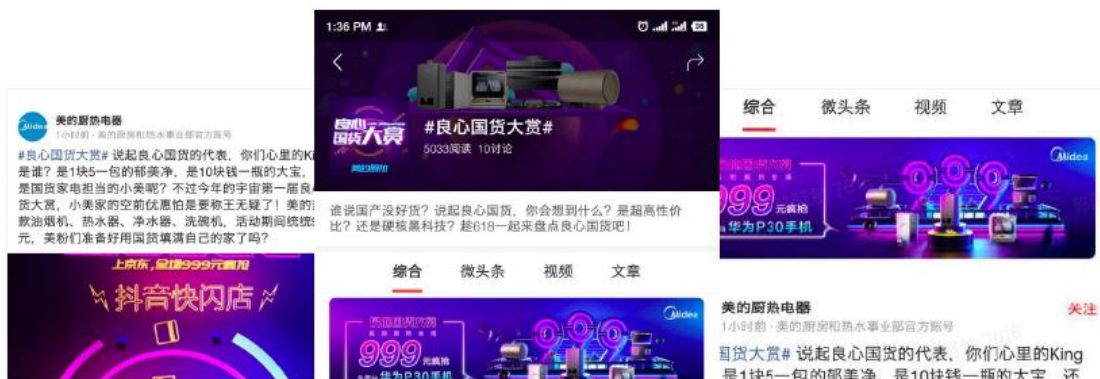 Midea
美的厨热电器
1小时前·美的厨房和热水事业部官方账号
#良心国货大赏# 说起良心国货的代表，你们心里的Ki
是谁？是1块5一包的郁美净，是10块钱一瓶的大宝，
是国货家电担当的小美呢？不过今年的宇宙第一届良
货大赏，小美家的空前优惠怕是要称王无疑了！美的
款油烟机、热水器、净水器、洗碗机，活动期间统统
元，美粉们准备好用国货填满自己的家了吗？
上京东，全场999元疯抢
抖音快闪店
1:36 PM
良心
国货大赏
#良心国货大赏#
5033阅读 10讨论
谁说国产没好货？说起良心国货，你会想到什么？是超高性价
比？还是硬核黑科技？趁618一起来盘点良心国货吧！
综合 微头条 视频 文章
Midea
999 元疯抢
华为P30手机
综合 微头条 视频 文章
Midea
999 元疯抢
华为P30手机
美的厨热电器
关注
1小时前·美的厨房和热水事业部官方账号
国货大赏# 说起良心国货的代表，你们心里的King
是1块5一包的郁美净，是10块钱一瓶的大宝，还